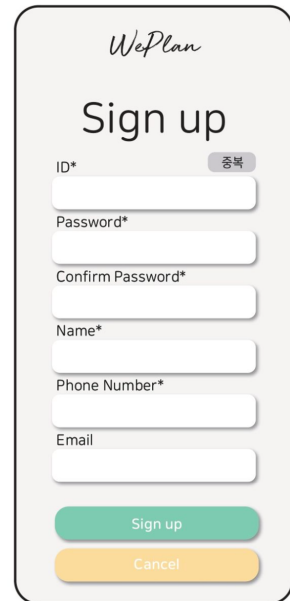 WePlan
Sign up
ID*
중복
Password*
Confirm Password*
Name*
Phone Number*
Email
Sign up
Cancel